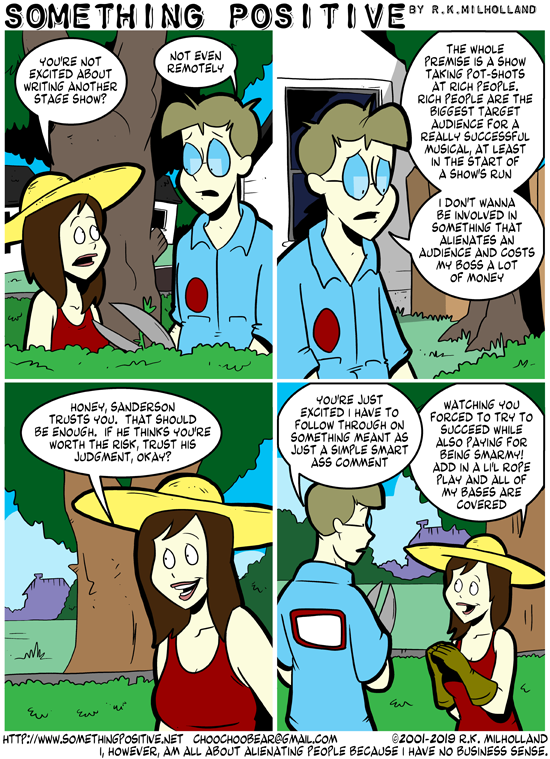 SOMETHING POSITIVE BY R.K.MILHOLLAND
YOU'RE NOT
EXCITED ABOUT
WRITING ANOTHER
STAGE SHOW?
NOT EVEN
REMOTELY
THE WHOLE
PREMISE IS A SHOW
TAKING POT-SHOTS
AT RICH PEOPLE.
RICH PEOPLE ARE THE
BIGGEST TARGET
AUDIENCE FOR A
REALLY SUCCESSFUL
MUSICAL, AT LEAST
IN THE START OF
A SHOW'S RUN
I DON'T WANNA
BE INVOLVED IN
SOMETHING THAT
ALIENATES AN
AUDIENCE AND COSTS
MY BOSS A LOT
OF MONEY
HONEY, SANDERSON
TRUSTS YOU. THAT SHOULD
BE ENOUGH. IF HE THINKS YOU'RE
WORTH THE RISK, TRUST HIS
JUDGMENT, OKAY?
YOU'RE JUST
EXCITED I HAVE TO
FOLLOW THROUGH ON
SOMETHING MEANT AS
JUST A SIMPLE SMART
ASS COMMENT
WATCHING YOU
FORCED TO TRY TO
SUCCEED WHILE
ALSO PAYING FOR
BEING SMARMY!
ADD IN A LI'L ROPE
PLAY AND ALL OF
MY BASES ARE
COVERED
HTTP://WWW.SOMETHINGPOSITIVE.NET CHOOCHOOBEAR@GMAIL.COM ©2001-2019 R.K. MILHOLLAND
I, HOWEVER, AM ALL ABOUT ALIENATING PEOPLE BECAUSE I HAVE NO BUSINESS SENSE.